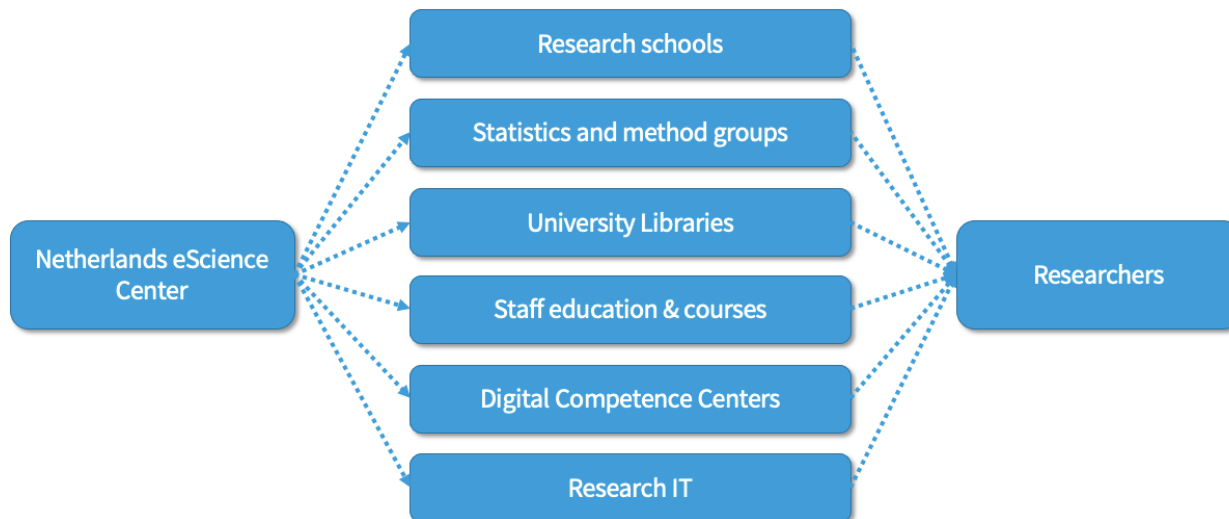 Research schools
Statistics and method groups
University Libraries
Netherlands eScience
Center
Researchers
Staff education & courses
Digital Competence Centers
Research IT